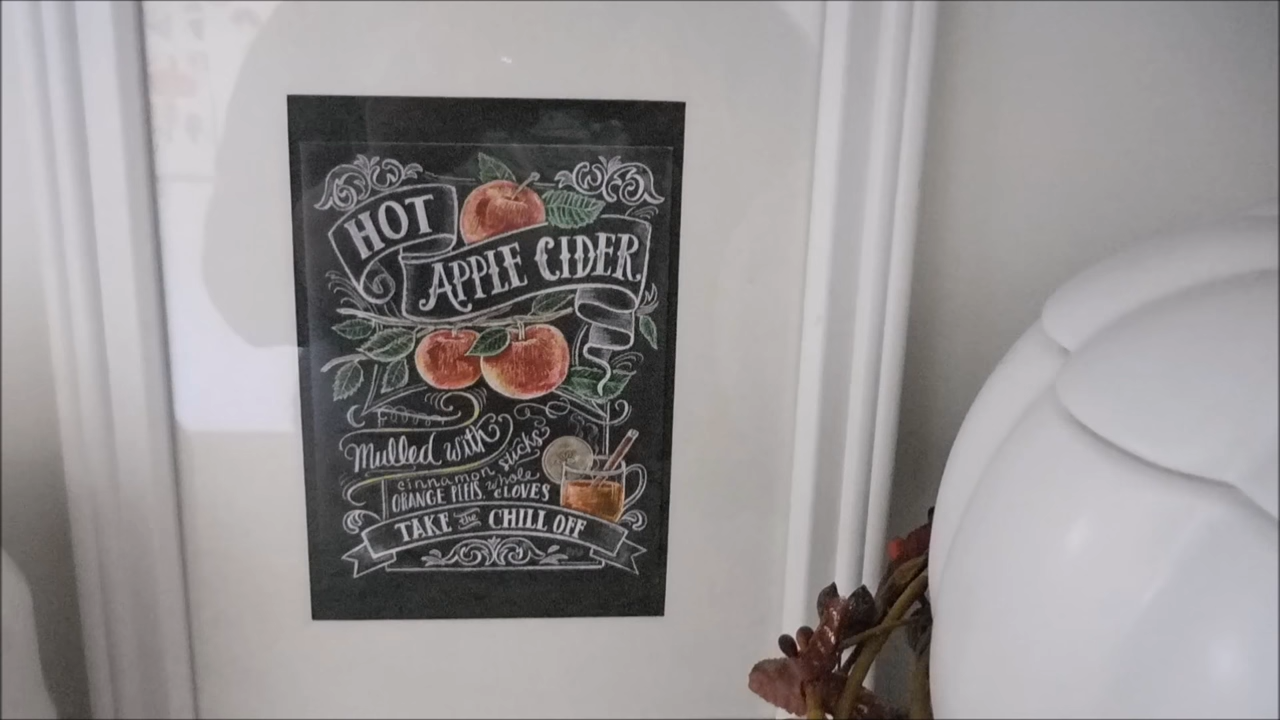 HOT
APPLE CIDER
Mulled with
cinnamon sticks
ORANGE PEELS, whole CLOVES
TAKE the CHILL OFF